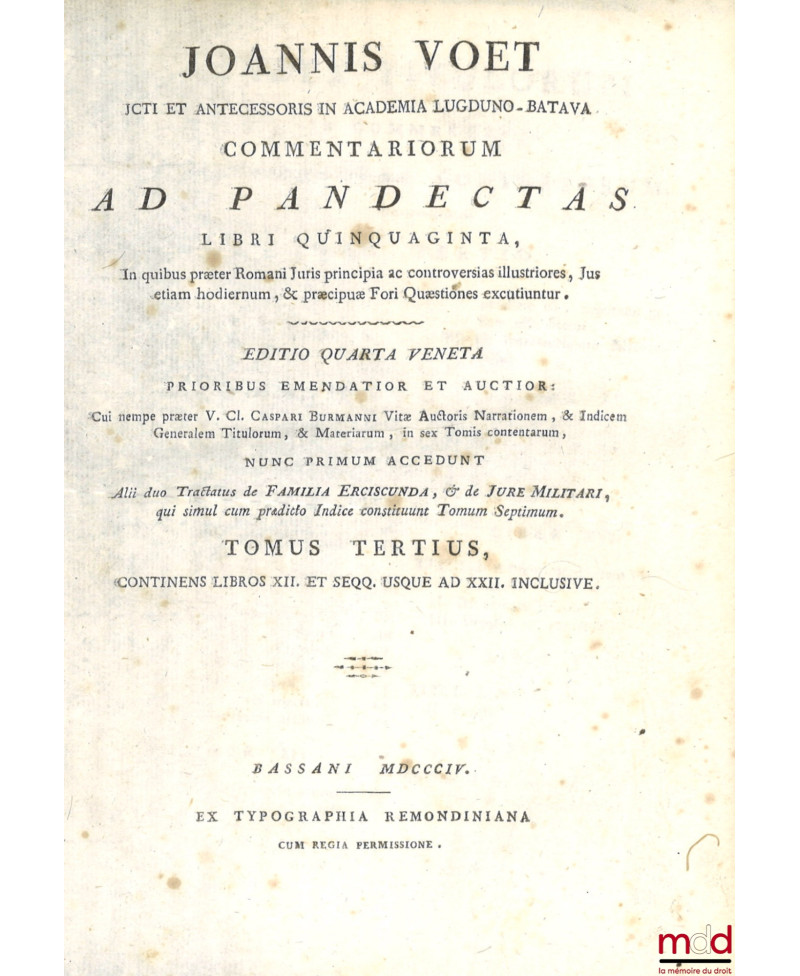 JOANNIS VOET
JCTI ET ANTECESSORIS IN ACADEMIA LUGDUNO-BATAVA
COMMENTARIORUM
AD PANDECTAS
LIBRI QUINQUAGINTA,
In quibus præter Romani Juris principia ac controversias illustriores, Jus
etiam hodiernum, & præcipuæ Fori Quæstiones excutiuntur.
EDITIO QUARTA VENETA
PRIORIBUS EMENDATIOR ET AUCTIOR:
Cui nempe præter V. Cl. CASPARI BURMANNI Vitæ Auctoris Narrationem, & Indicem
Generalem Titulorum, & Materiarum, in sex Tomis contentarum,
NUNC PRIMUM ACCEDUNT
Alii duo Tractatus de FAMILIA ERCISCUNDA, & de JURE MILITARI,
qui simul cum prædicto Indice constituunt Tomum Septimum.
TOMUS TERTIUS,
CONTINENS LIBROS XII. ET SEQQ. USQUE AD XXII. INCLUSIVE.
BASSANI MDCCCIV.
EX TYPOGRAPHIA REMONDINIANA
CUM REGIA PERMISSIONE.
mdd
la mémoire du droit